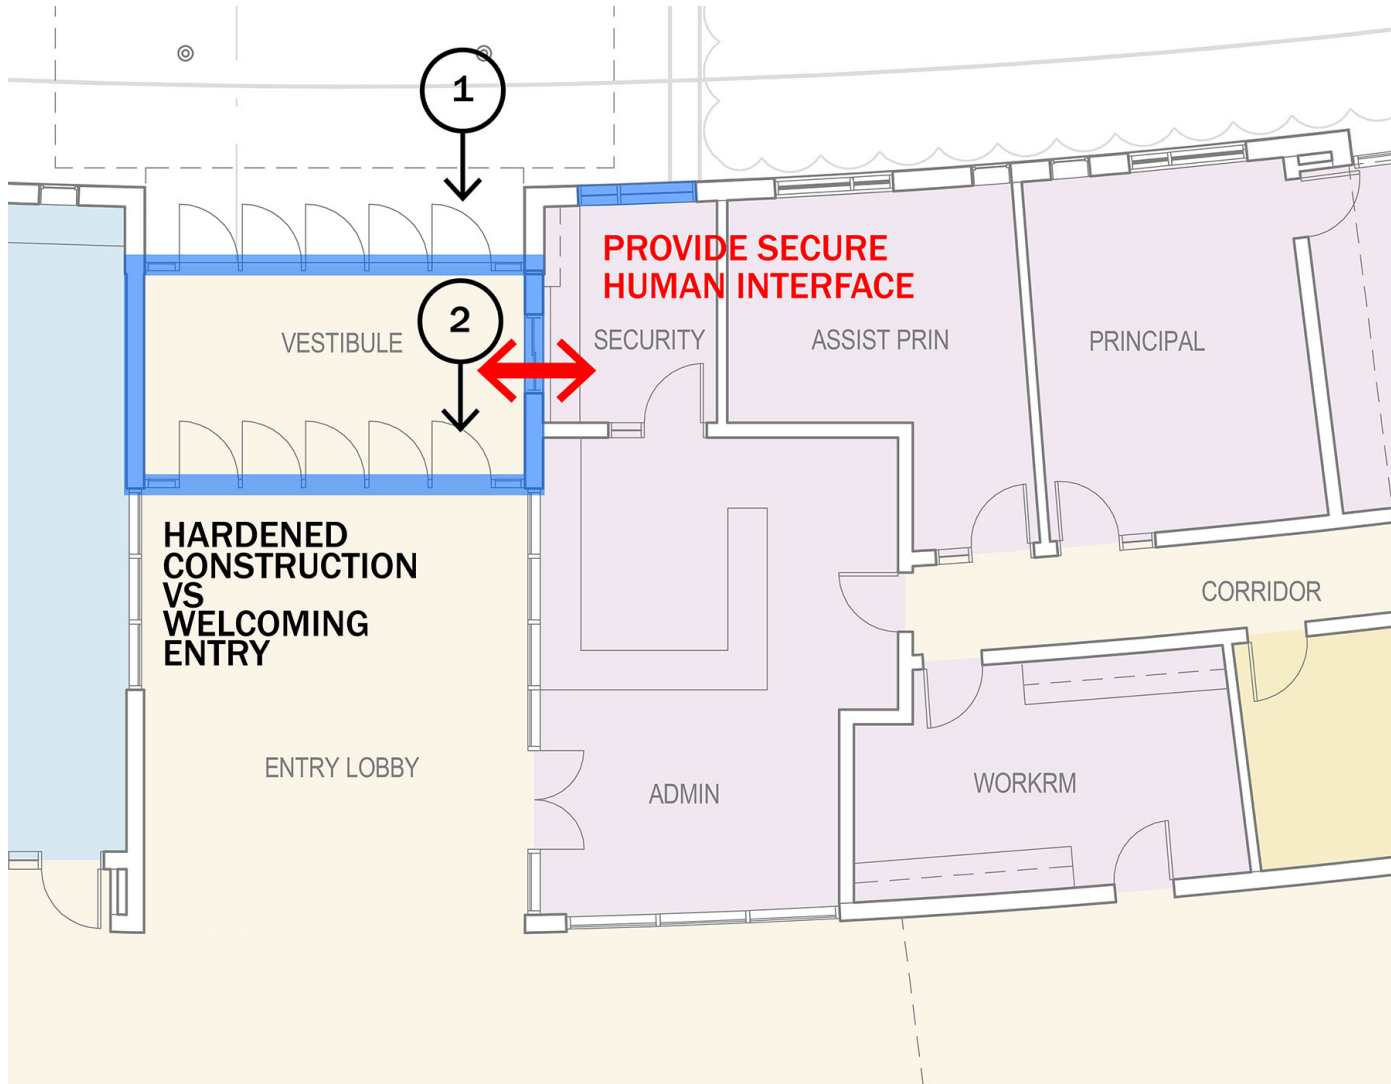 1
PROVIDE SECURE
HUMAN INTERFACE
2
VESTIBULE
SECURITY
ASSIST PRIN
PRINCIPAL
HARDENED
CONSTRUCTION
VS
WELCOMING
ENTRY
CORRIDOR
ENTRY LOBBY
ADMIN
WORKRM